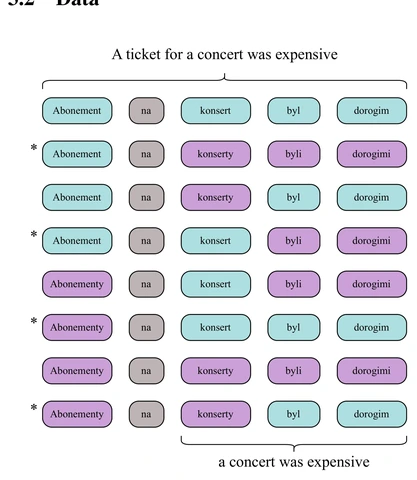 3.2 Data
A ticket for a concert was expensive
Abonement na konsert byl dorogim
* Abonement na konserty byli dorogimi
Abonement na konserty byl dorogim
* Abonement na konsert byli dorogimi
Abonementy na konsert byli dorogimi
* Abonementy na konsert byl dorogim
Abonementy na konserty byli dorogimi
* Abonementy na konserty byl dorogim
a concert was expensive